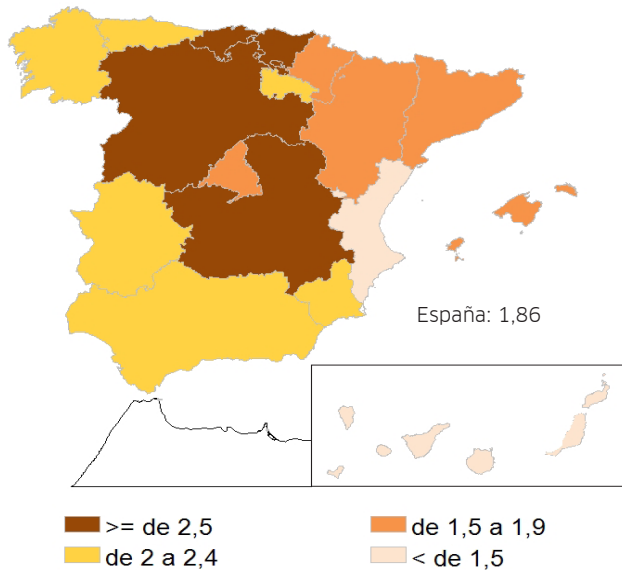 España: 1,86
>= de 2,5
de 1,5 a 1,9
de 2 a 2,4
< de 1,5